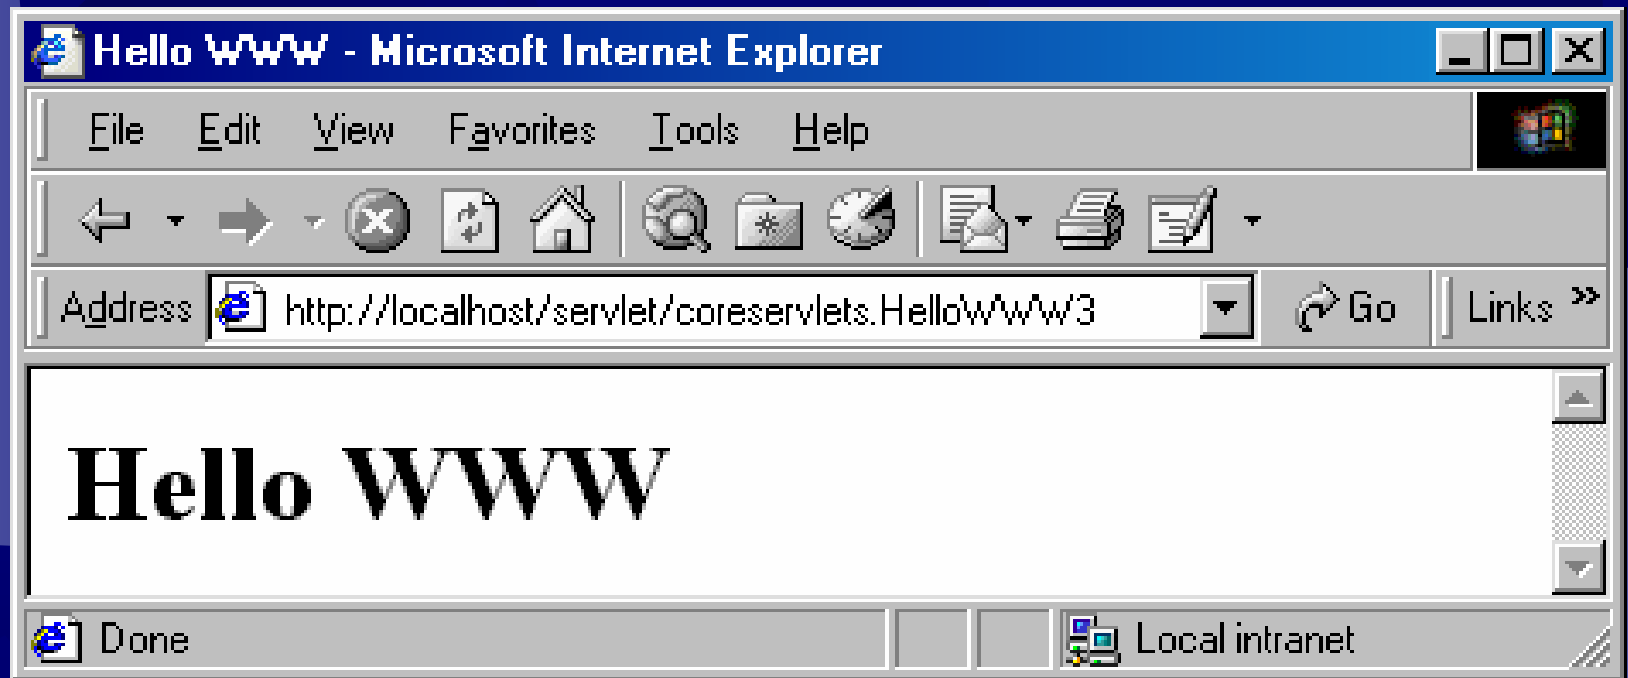 Hello WWW - Microsoft Internet Explorer
File Edit View Favorites Tools Help
Address http://localhost/servlet/coreservlets.HelloWWW3 Go Links »
Hello WWW
Done Local intranet